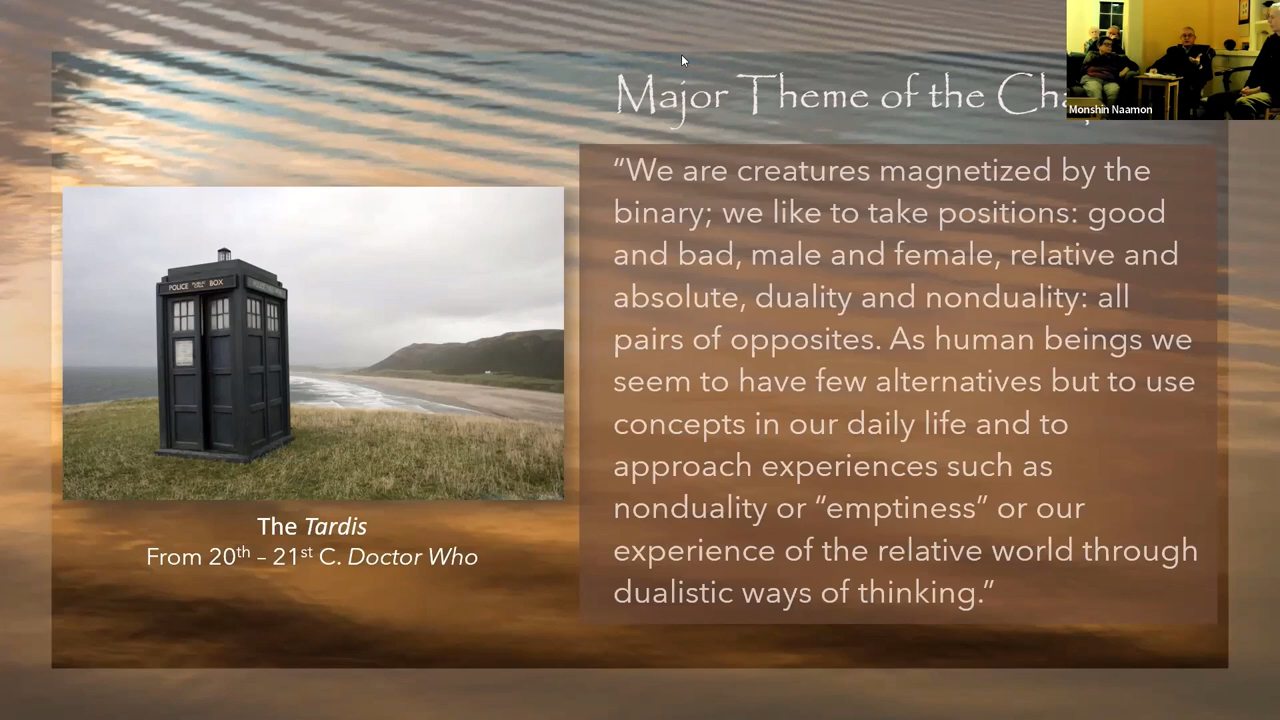 Major Theme of the
Monshin Naamon
“We are creatures magnetized by the
binary; we like to take positions: good
and bad, male and female, relative and
absolute, duality and nonduality: all
pairs of opposites. As human beings we
seem to have few alternatives but to use
concepts in our daily life and to
approach experiences such as
nonduality or “emptiness” or our
experience of the relative world through
dualistic ways of thinking.”
POLICE PUBLIC CALL BOX
The Tardis
From 20th – 21st C. Doctor Who